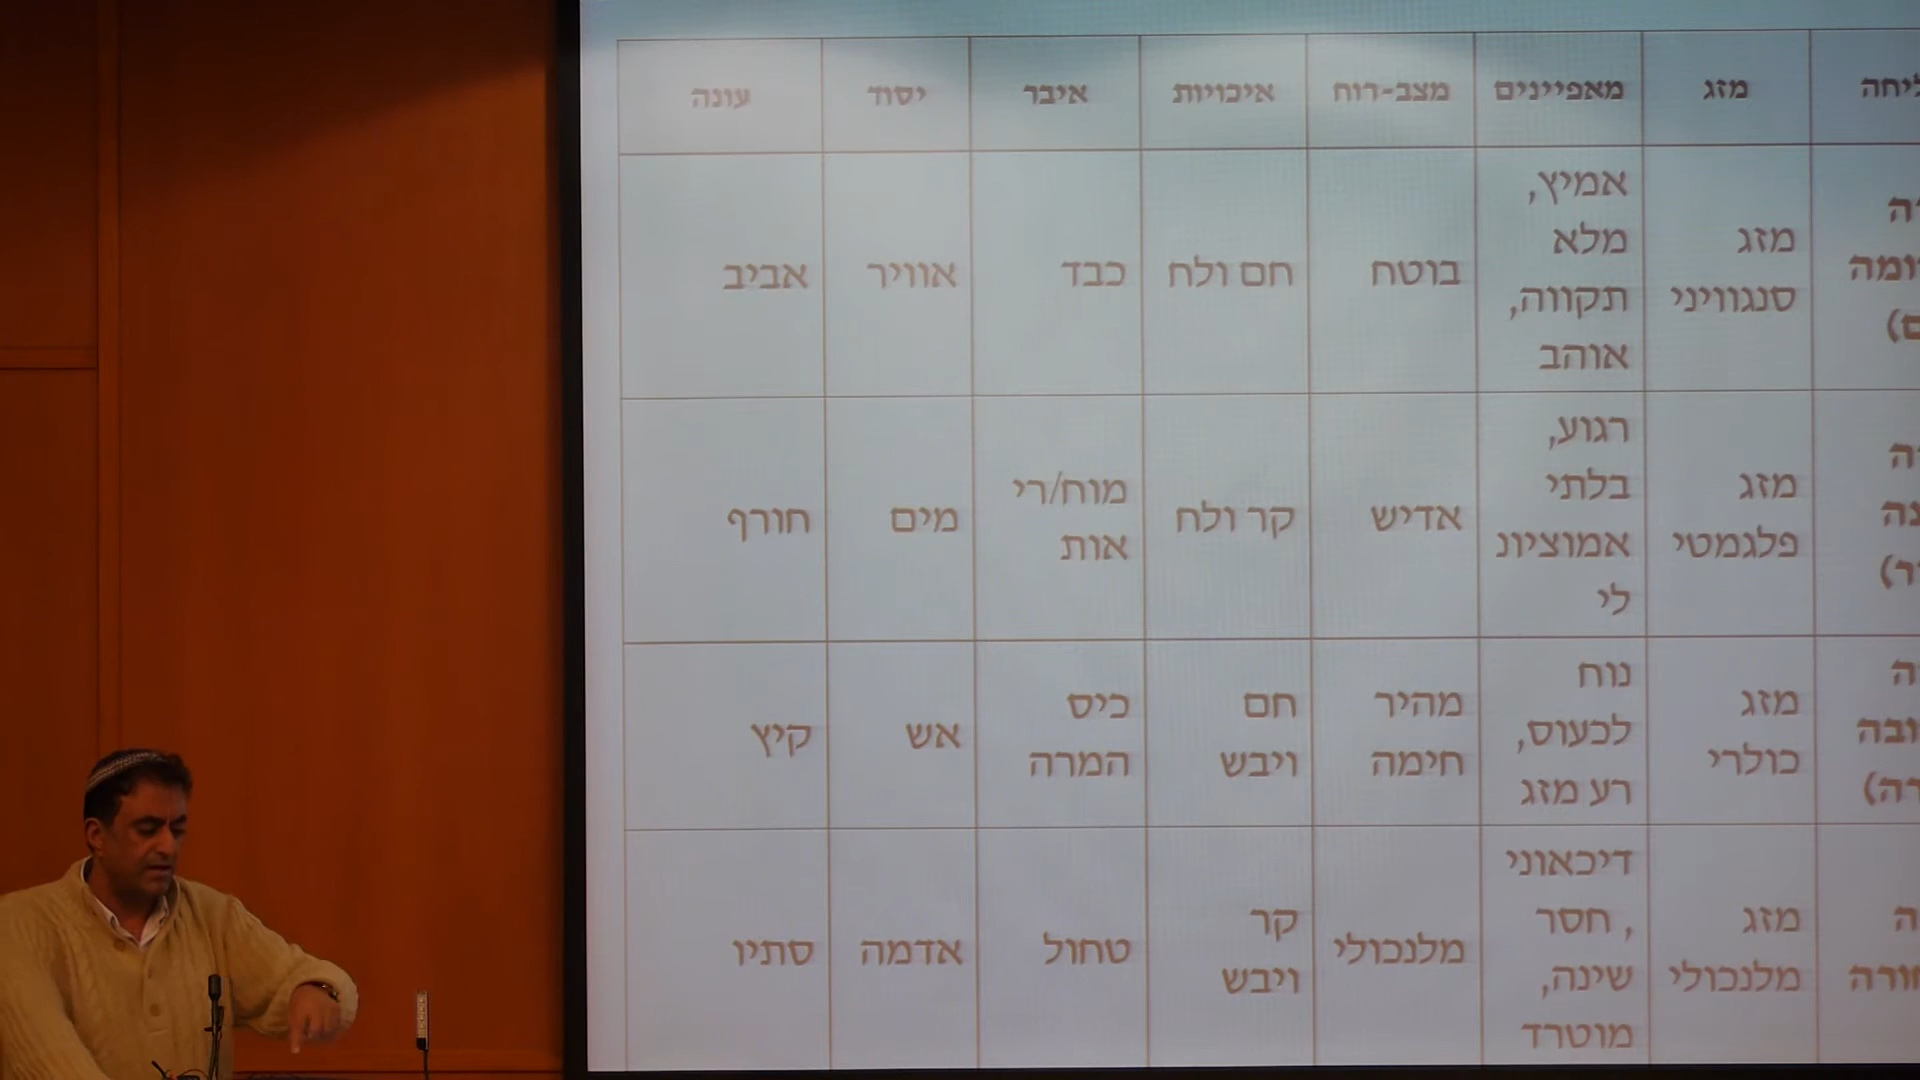 מזג מאפיינים מצב-רוח איכויות איבר יסוד עונה
מזג
סנגוויני
אמיץ,
מלא
תקווה,
אוהב
בוטח
חם ולח
כבד
אוויר
אביב
מזג
פלגמטי
רגוע,
בלתי
אמוציונ
לי
אדיש
קר ולח
מוח/רי
אות
מים
חורף
מזג
כולרי
נוח
לכעוס,
רע מזג
מהיר
חימה
חם
ויבש
כיס
המרה
אש
קיץ
מזג
מלנכולי
דיכאוני
, חסר
שינה,
מוטרד
מלנכולי
קר
ויבש
טחול
אדמה
סתיו